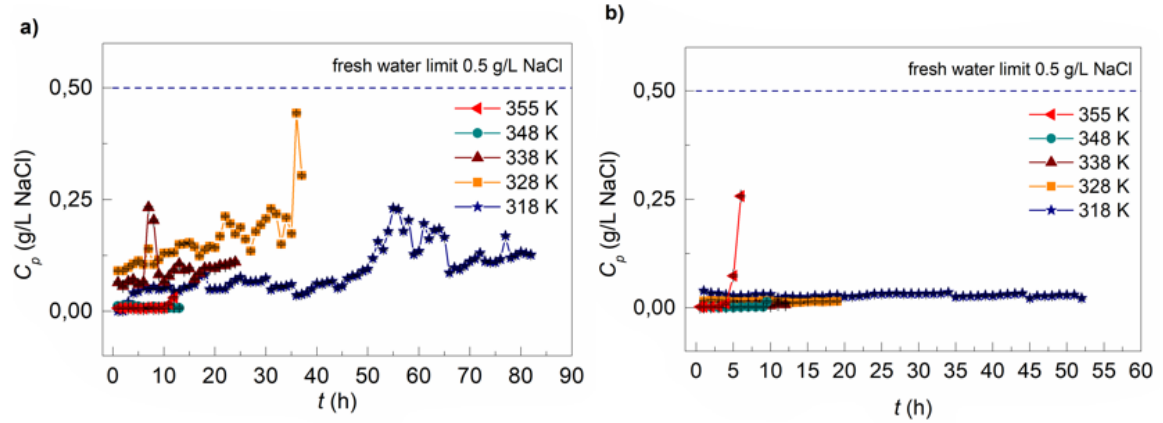 a)
fresh water limit 0.5 g/L NaCl
0,50
0,25
0,00
C_p (g/L NaCl)
355 K
348 K
338 K
328 K
318 K
0 10 20 30 40 50 60 70 80 90
t (h)
b)
fresh water limit 0.5 g/L NaCl
0,50
0,25
0,00
C_p (g/L NaCl)
355 K
348 K
338 K
328 K
318 K
0 5 10 15 20 25 30 35 40 45 50 55 60
t (h)